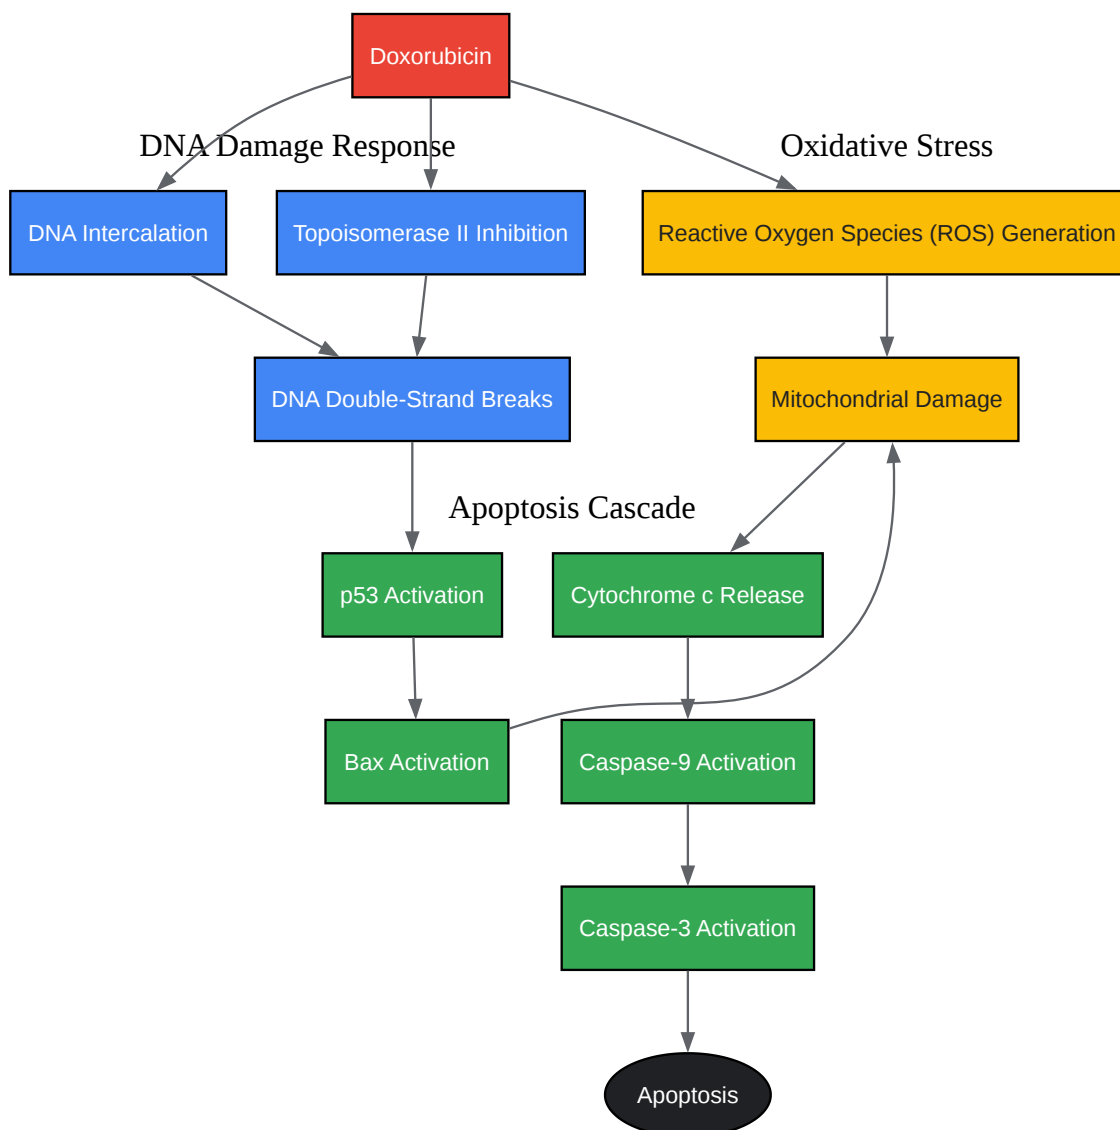 Doxorubicin
DNA Damage Response
Oxidative Stress
DNA Intercalation
Topoisomerase II Inhibition
Reactive Oxygen Species (ROS) Generation
DNA Double-Strand Breaks
Mitochondrial Damage
Apoptosis Cascade
p53 Activation
Cytochrome c Release
Bax Activation
Caspase-9 Activation
Caspase-3 Activation
Apoptosis